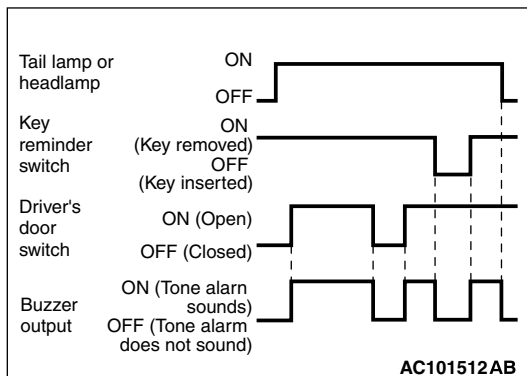 Tail lamp or
headlamp
ON
OFF
Key
reminder
switch
ON
(Key removed)
OFF
(Key inserted)
Driver's
door
switch
ON (Open)
OFF (Closed)
Buzzer
output
ON (Tone alarm
sounds)
OFF (Tone alarm
does not sound)
AC101512AB